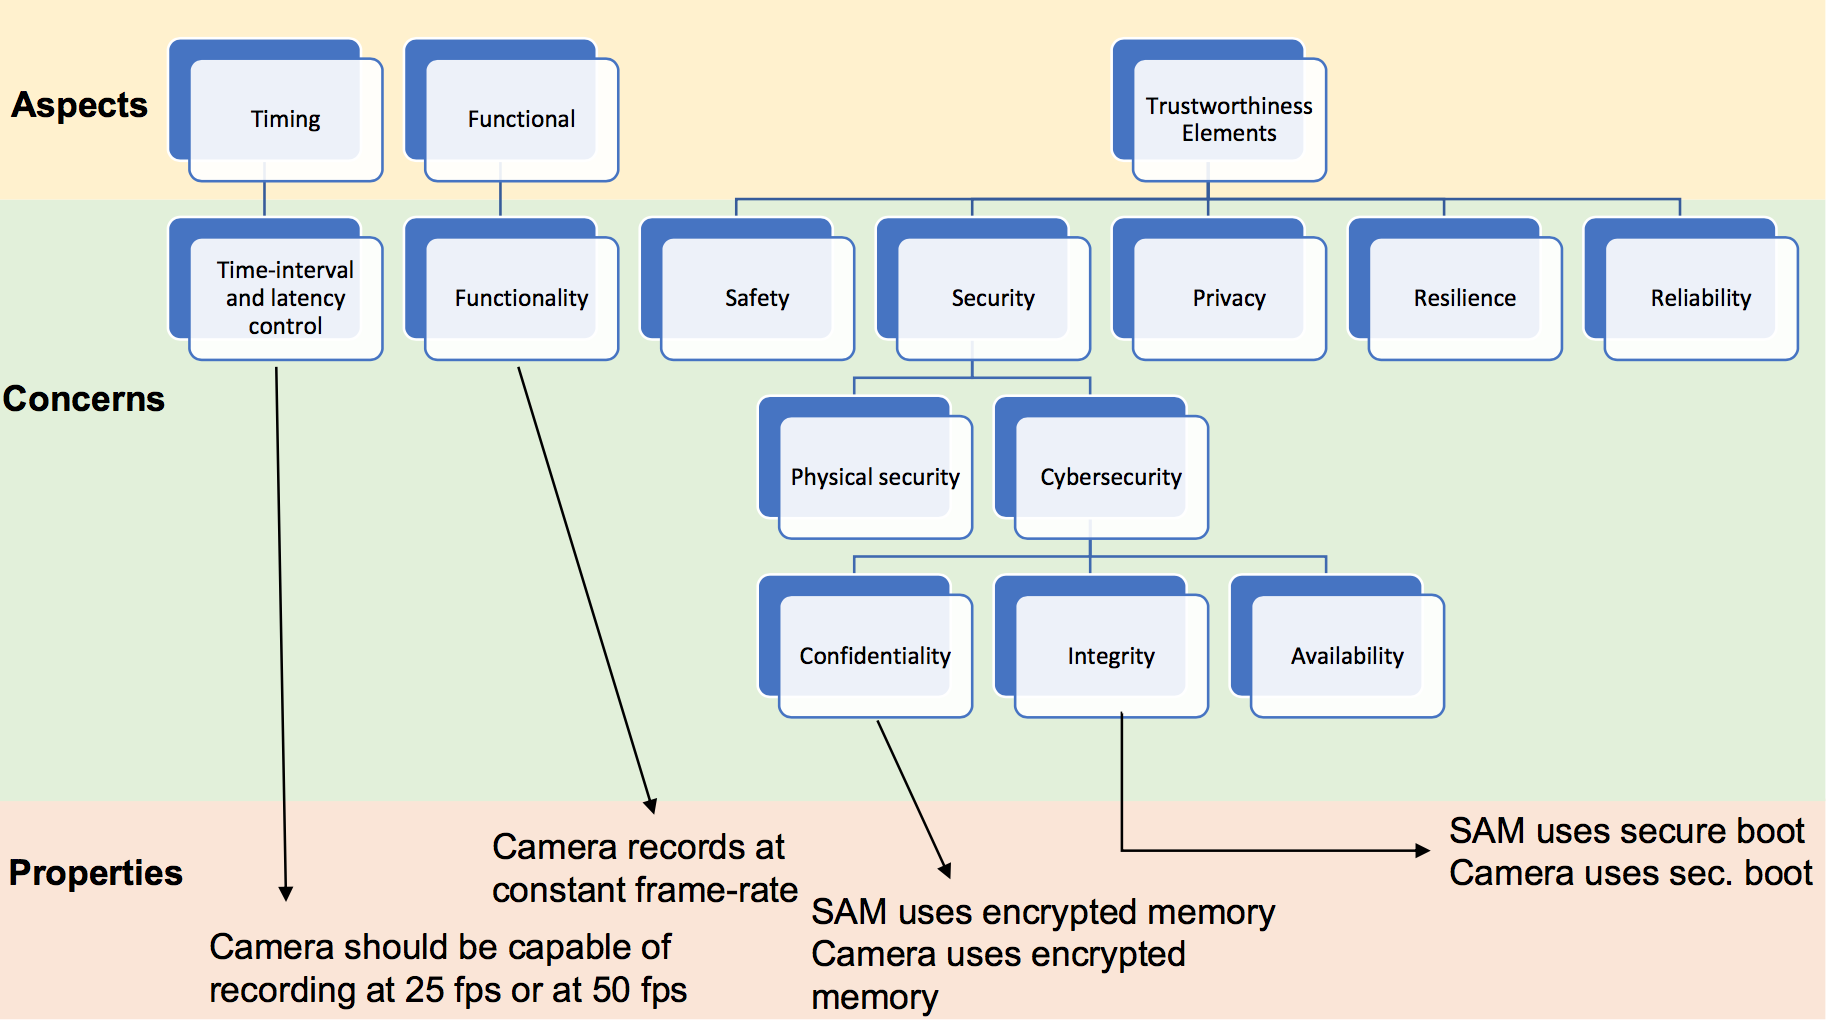 Aspects
Timing
Functional
Trustworthiness
Elements
Concerns
Time-interval
and latency
control
Functionality
Safety
Security
Privacy
Resilience
Reliability
Physical security
Cybersecurity
Confidentiality
Integrity
Availability
Properties
Camera should be capable of
recording at 25 fps or at 50 fps
Camera records at
constant frame-rate
SAM uses encrypted memory
Camera uses encrypted
memory
SAM uses secure boot
Camera uses sec. boot